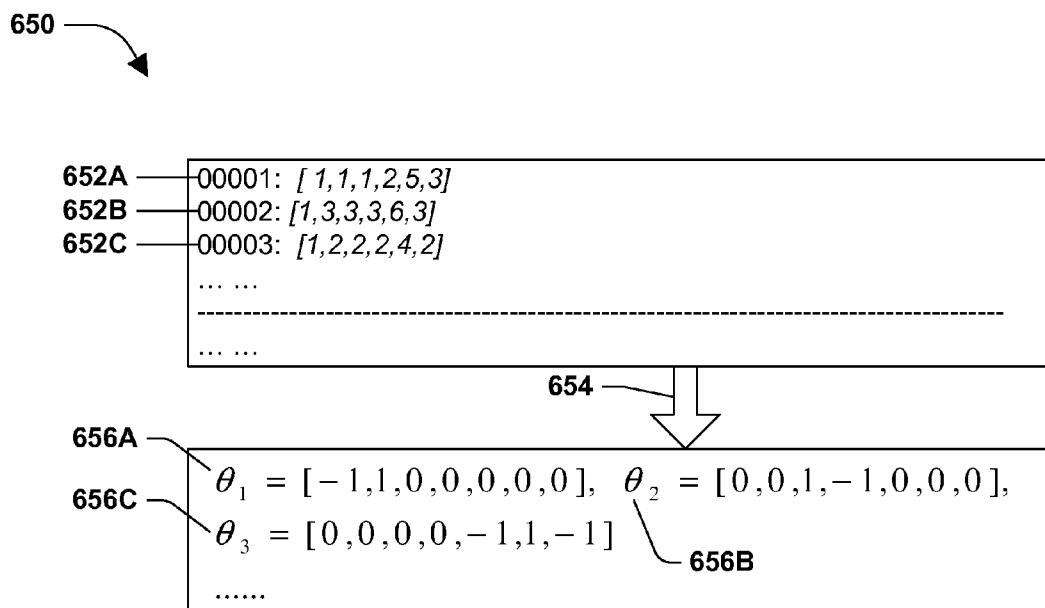 650
652A 00001: [ 1,1,1,2,5,3]
652B 00002: [1,3,3,3,6,3]
652C 00003: [1,2,2,2,4,2]
... ...
----------------------------------------------------------------------------------------
... ...
654
656A
θ₁ = [-1,1,0,0,0,0,0], θ₂ = [0,0,1,-1,0,0,0],
656C
θ₃ = [0,0,0,0,-1,1,-1]
656B
......